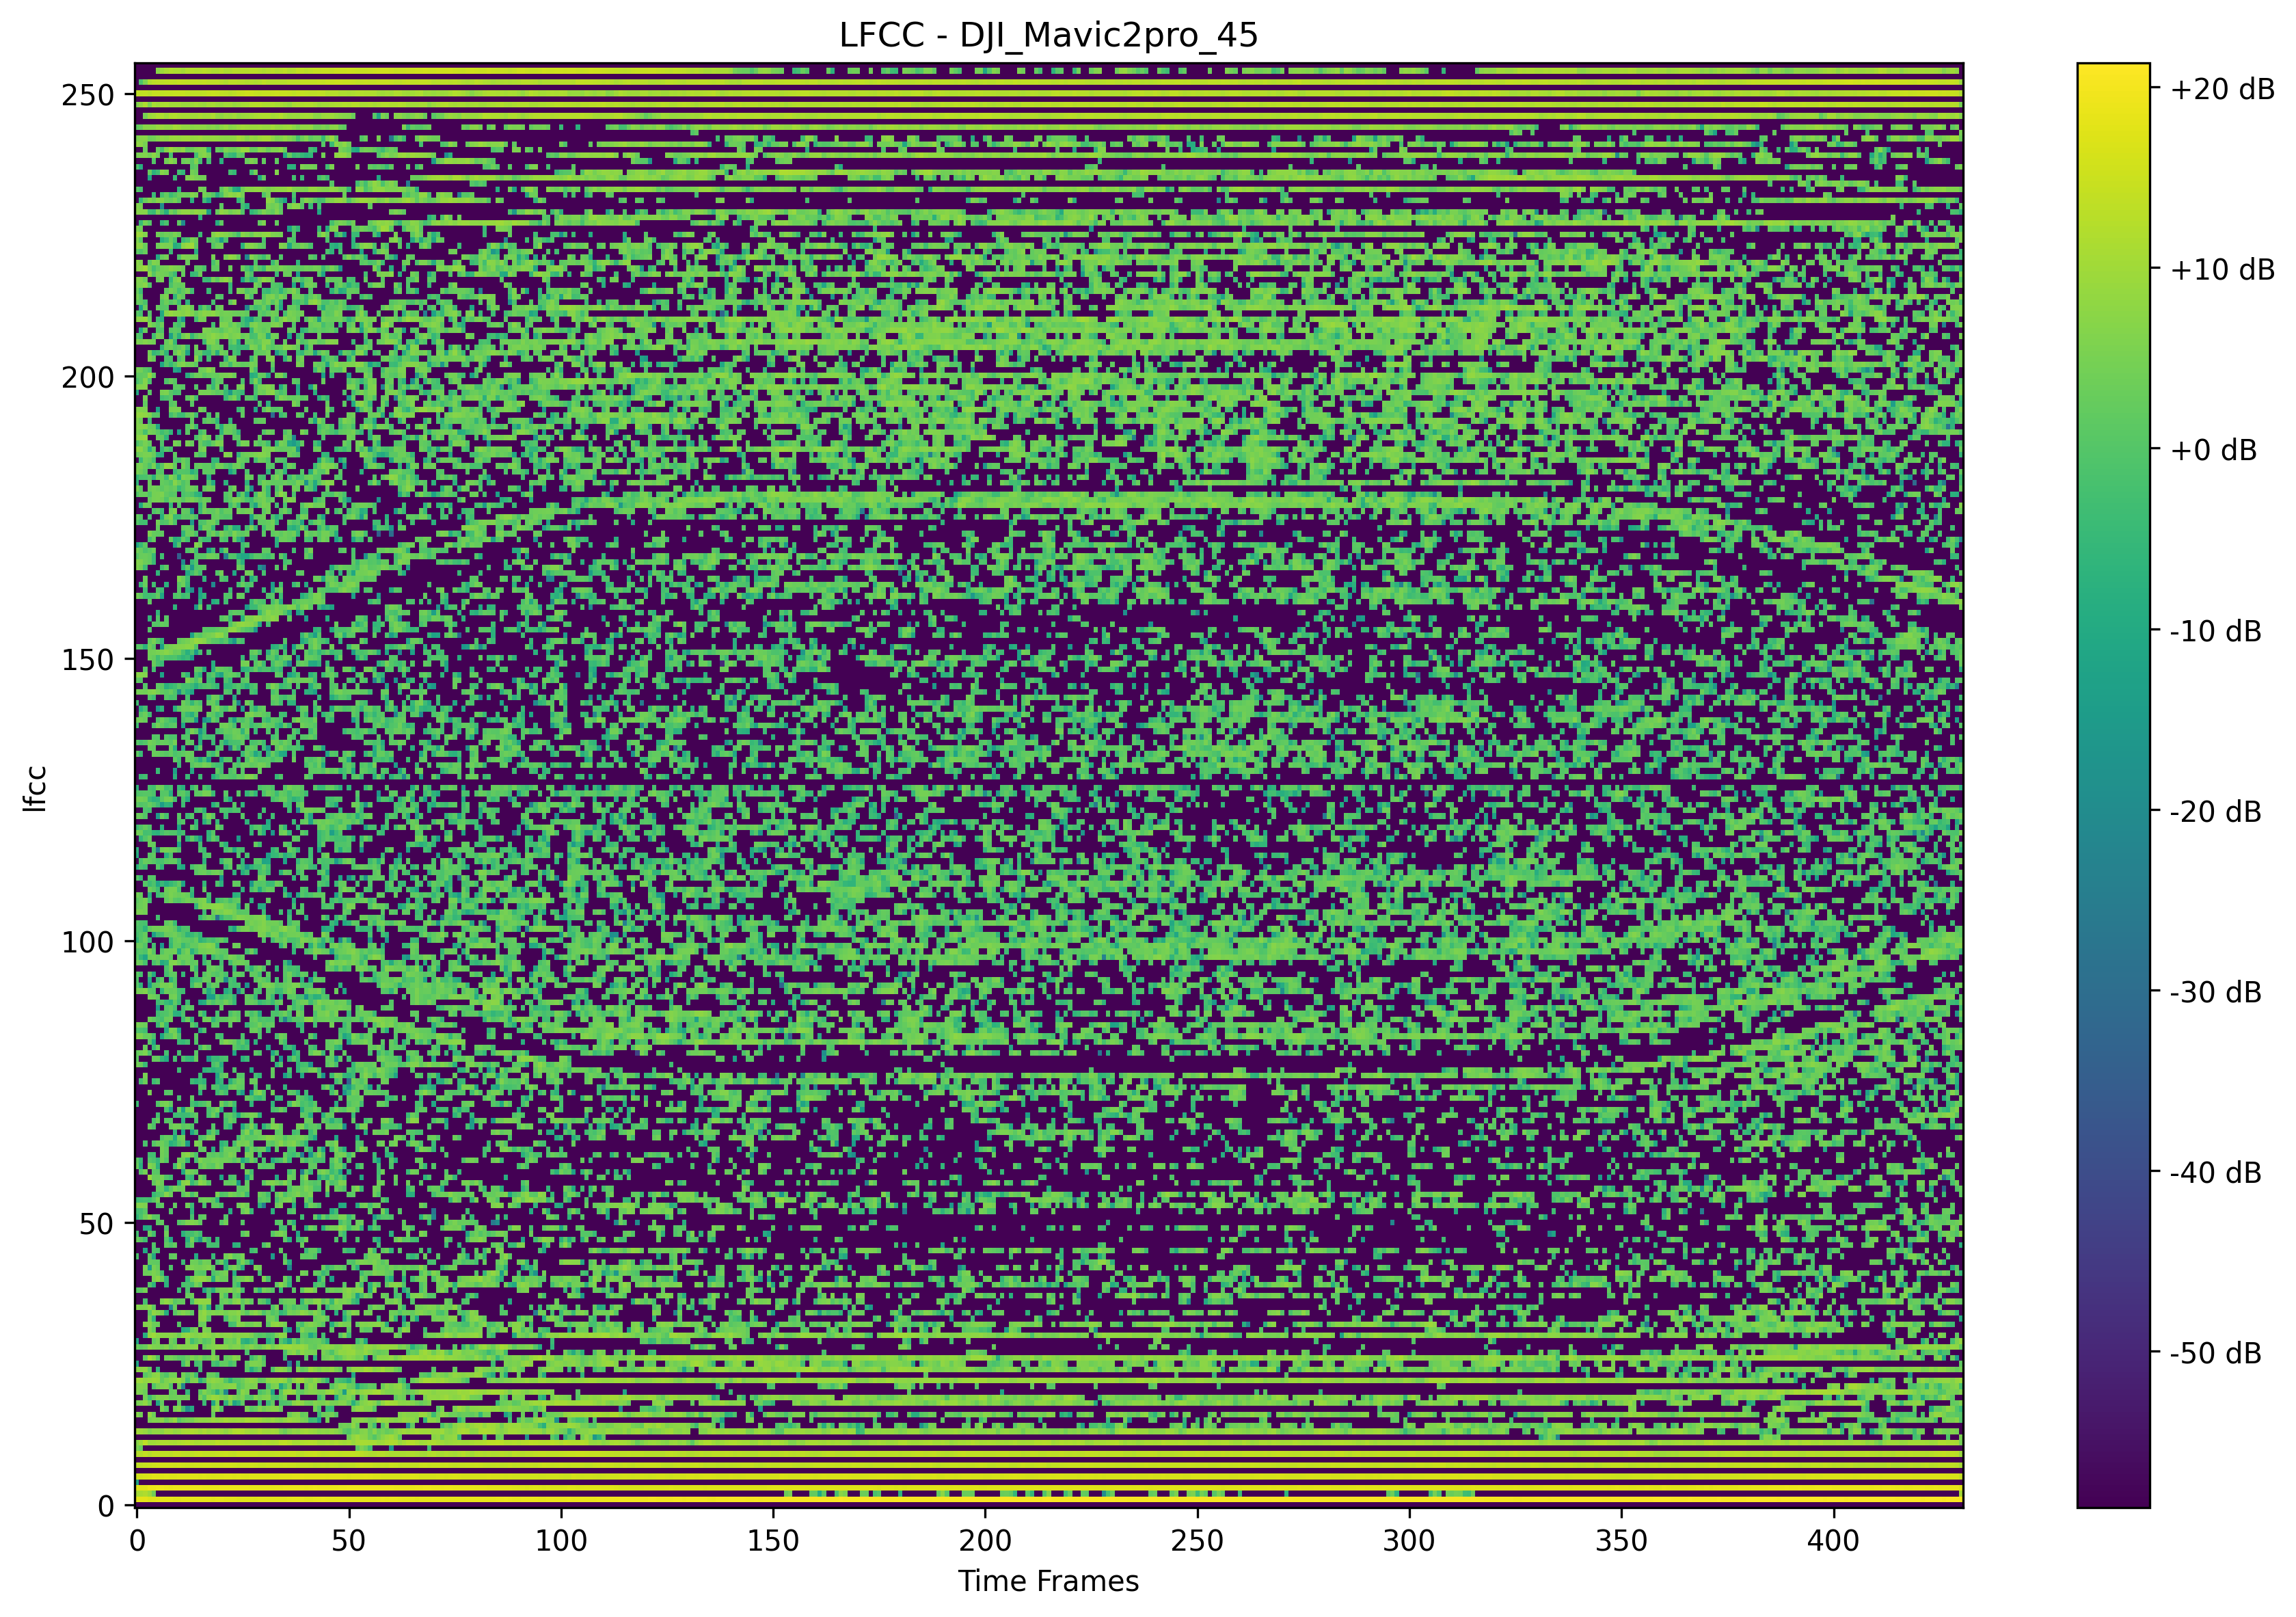 LFCC - DJI_Mavic2pro_45
250
200
150
100
50
0
lfcc
0 50 100 150 200 250 300 350 400
Time Frames
+20 dB
+10 dB
+0 dB
-10 dB
-20 dB
-30 dB
-40 dB
-50 dB